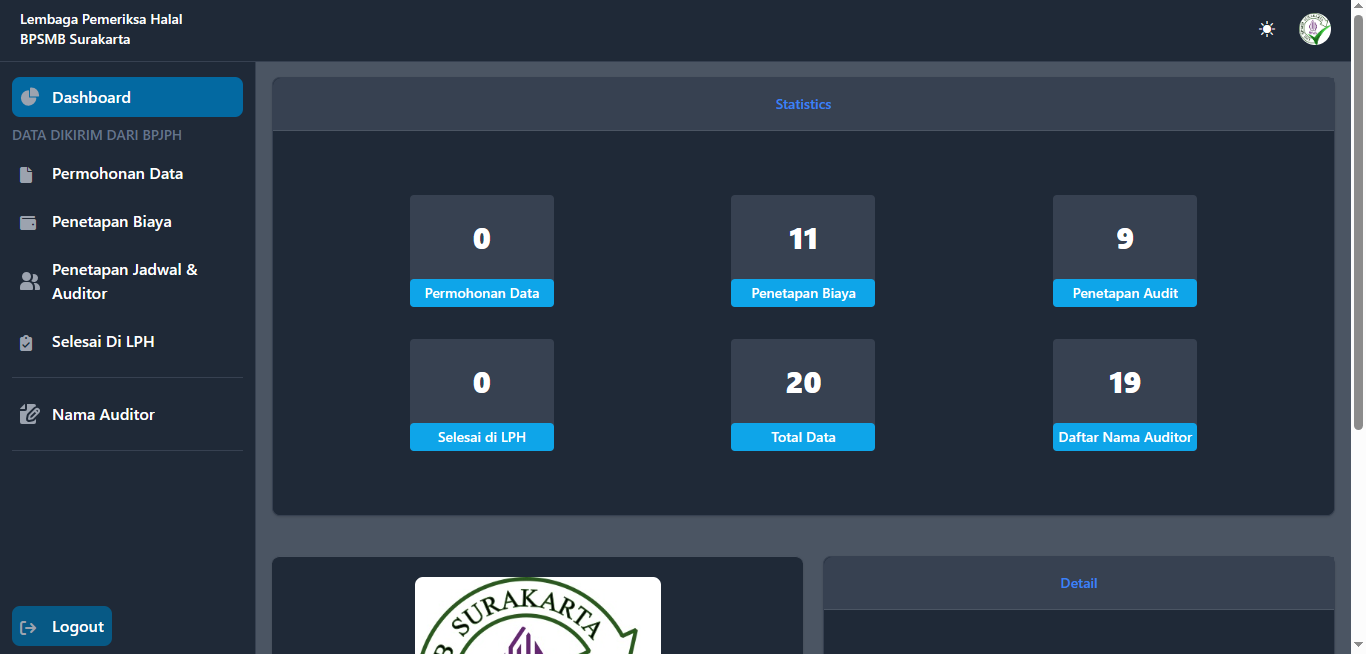 Lembaga Pemeriksa Halal
BPSMB Surakarta
Dashboard
DATA DIKIRIM DARI BPJPH
Permohonan Data
Penetapan Biaya
Penetapan Jadwal &
Auditor
Selesai Di LPH
Nama Auditor
Logout
Statistics
0
Permohonan Data
11
Penetapan Biaya
9
Penetapan Audit
0
Selesai di LPH
20
Total Data
19
Daftar Nama Auditor
SURAKARTA
Detail